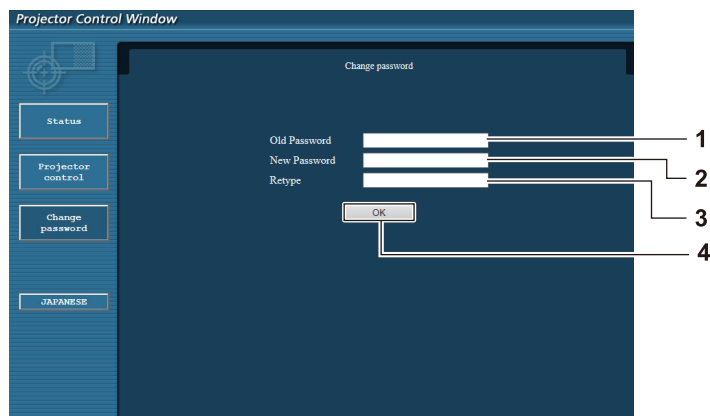 Projector Control Window
Change password
Status
Projector
control
Change
password
JAPANESE
Old Password
New Password
Retype
OK
1
2
3
4